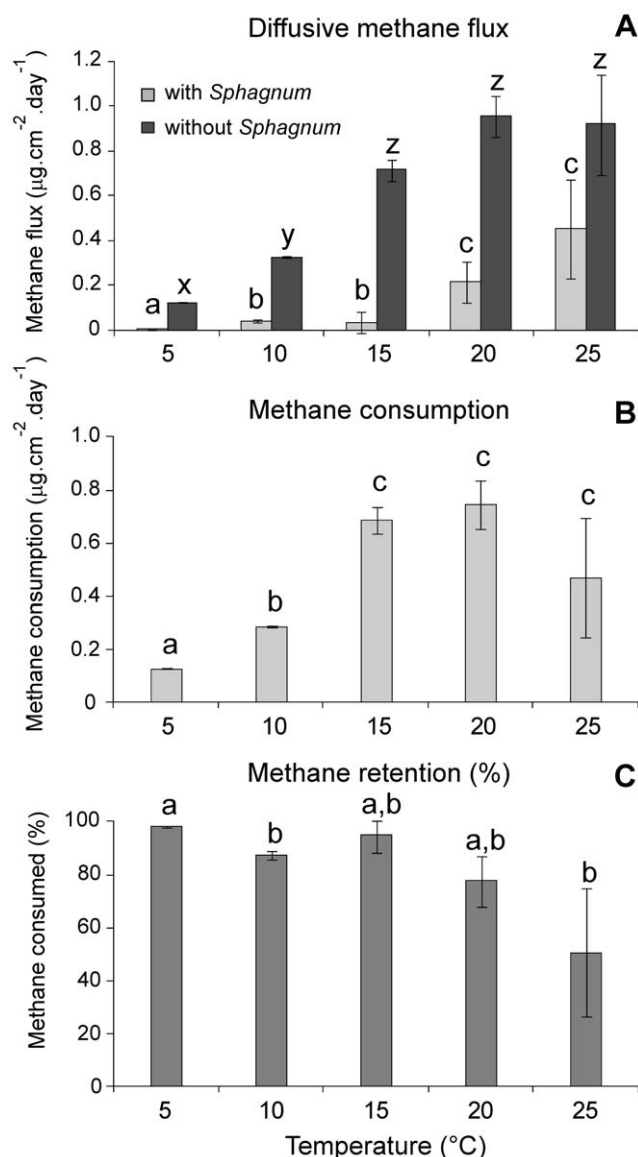 Diffusive methane flux
A
Methane flux (µg.cm⁻².day⁻¹)
1.2
1.0
0.8
0.6
0.4
0.2
0
with Sphagnum
without Sphagnum
a x b y b z c z c z
5 10 15 20 25
Methane consumption
B
Methane consumption (µg.cm⁻².day⁻¹)
1.0
0.8
0.6
0.4
0.2
0
a b c c c
5 10 15 20 25
Methane retention (%)
C
Methane consumed (%)
100
80
60
40
20
0
a b a,b a,b b
5 10 15 20 25
Temperature (°C)